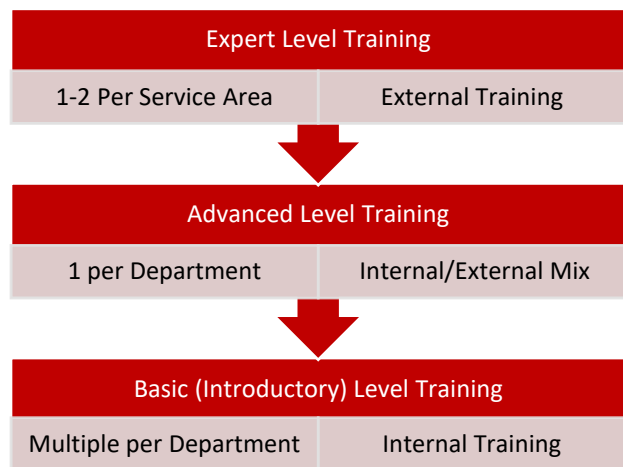 Expert Level Training
1-2 Per Service Area
External Training
Advanced Level Training
1 per Department
Internal/External Mix
Basic (Introductory) Level Training
Multiple per Department
Internal Training